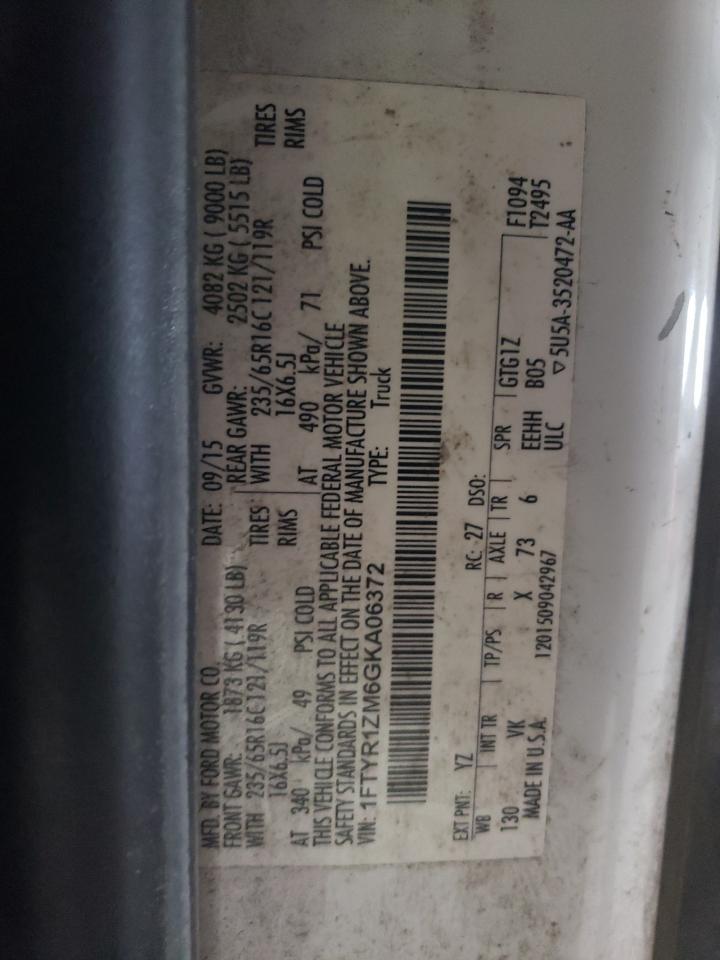 MFD. BY FORD MOTOR CO. DATE: 09/15 GVWR: 4082 KG ( 9000 LB)
FRONT GAWR: 1873 KG ( 4130 LB) REAR GAWR: 2502 KG ( 5515 LB)
WITH 235/65R16C 121/119R TIRES WITH 235/65R16C 121/119R TIRES
16X6.5J RIMS 16X6.5J RIMS
AT 340 kPa/ 49 PSI COLD AT 490 kPa/ 71 PSI COLD
THIS VEHICLE CONFORMS TO ALL APPLICABLE FEDERAL MOTOR VEHICLE
SAFETY STANDARDS IN EFFECT ON THE DATE OF MANUFACTURE SHOWN ABOVE.
VIN: 1FTYR1ZM6GKA06372 TYPE: Truck
EXT PNT: YZ RC: 27 DSO:
WB INT TR TP/PS R AXLE TR SPR GTG1Z F1094
130 VK X 73 6 EEHH B05 T2495
MADE IN U.S.A. 1201509042967 ULC ▽5U5A-3520472-AA